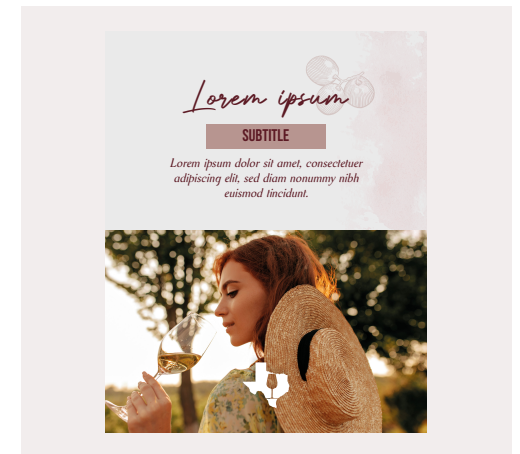 Lorem ipsum
SUBTITLE
Lorem ipsum dolor sit amet, consectetuer
adipiscing elit, sed diam nonummy nibh
euismod tincidunt.